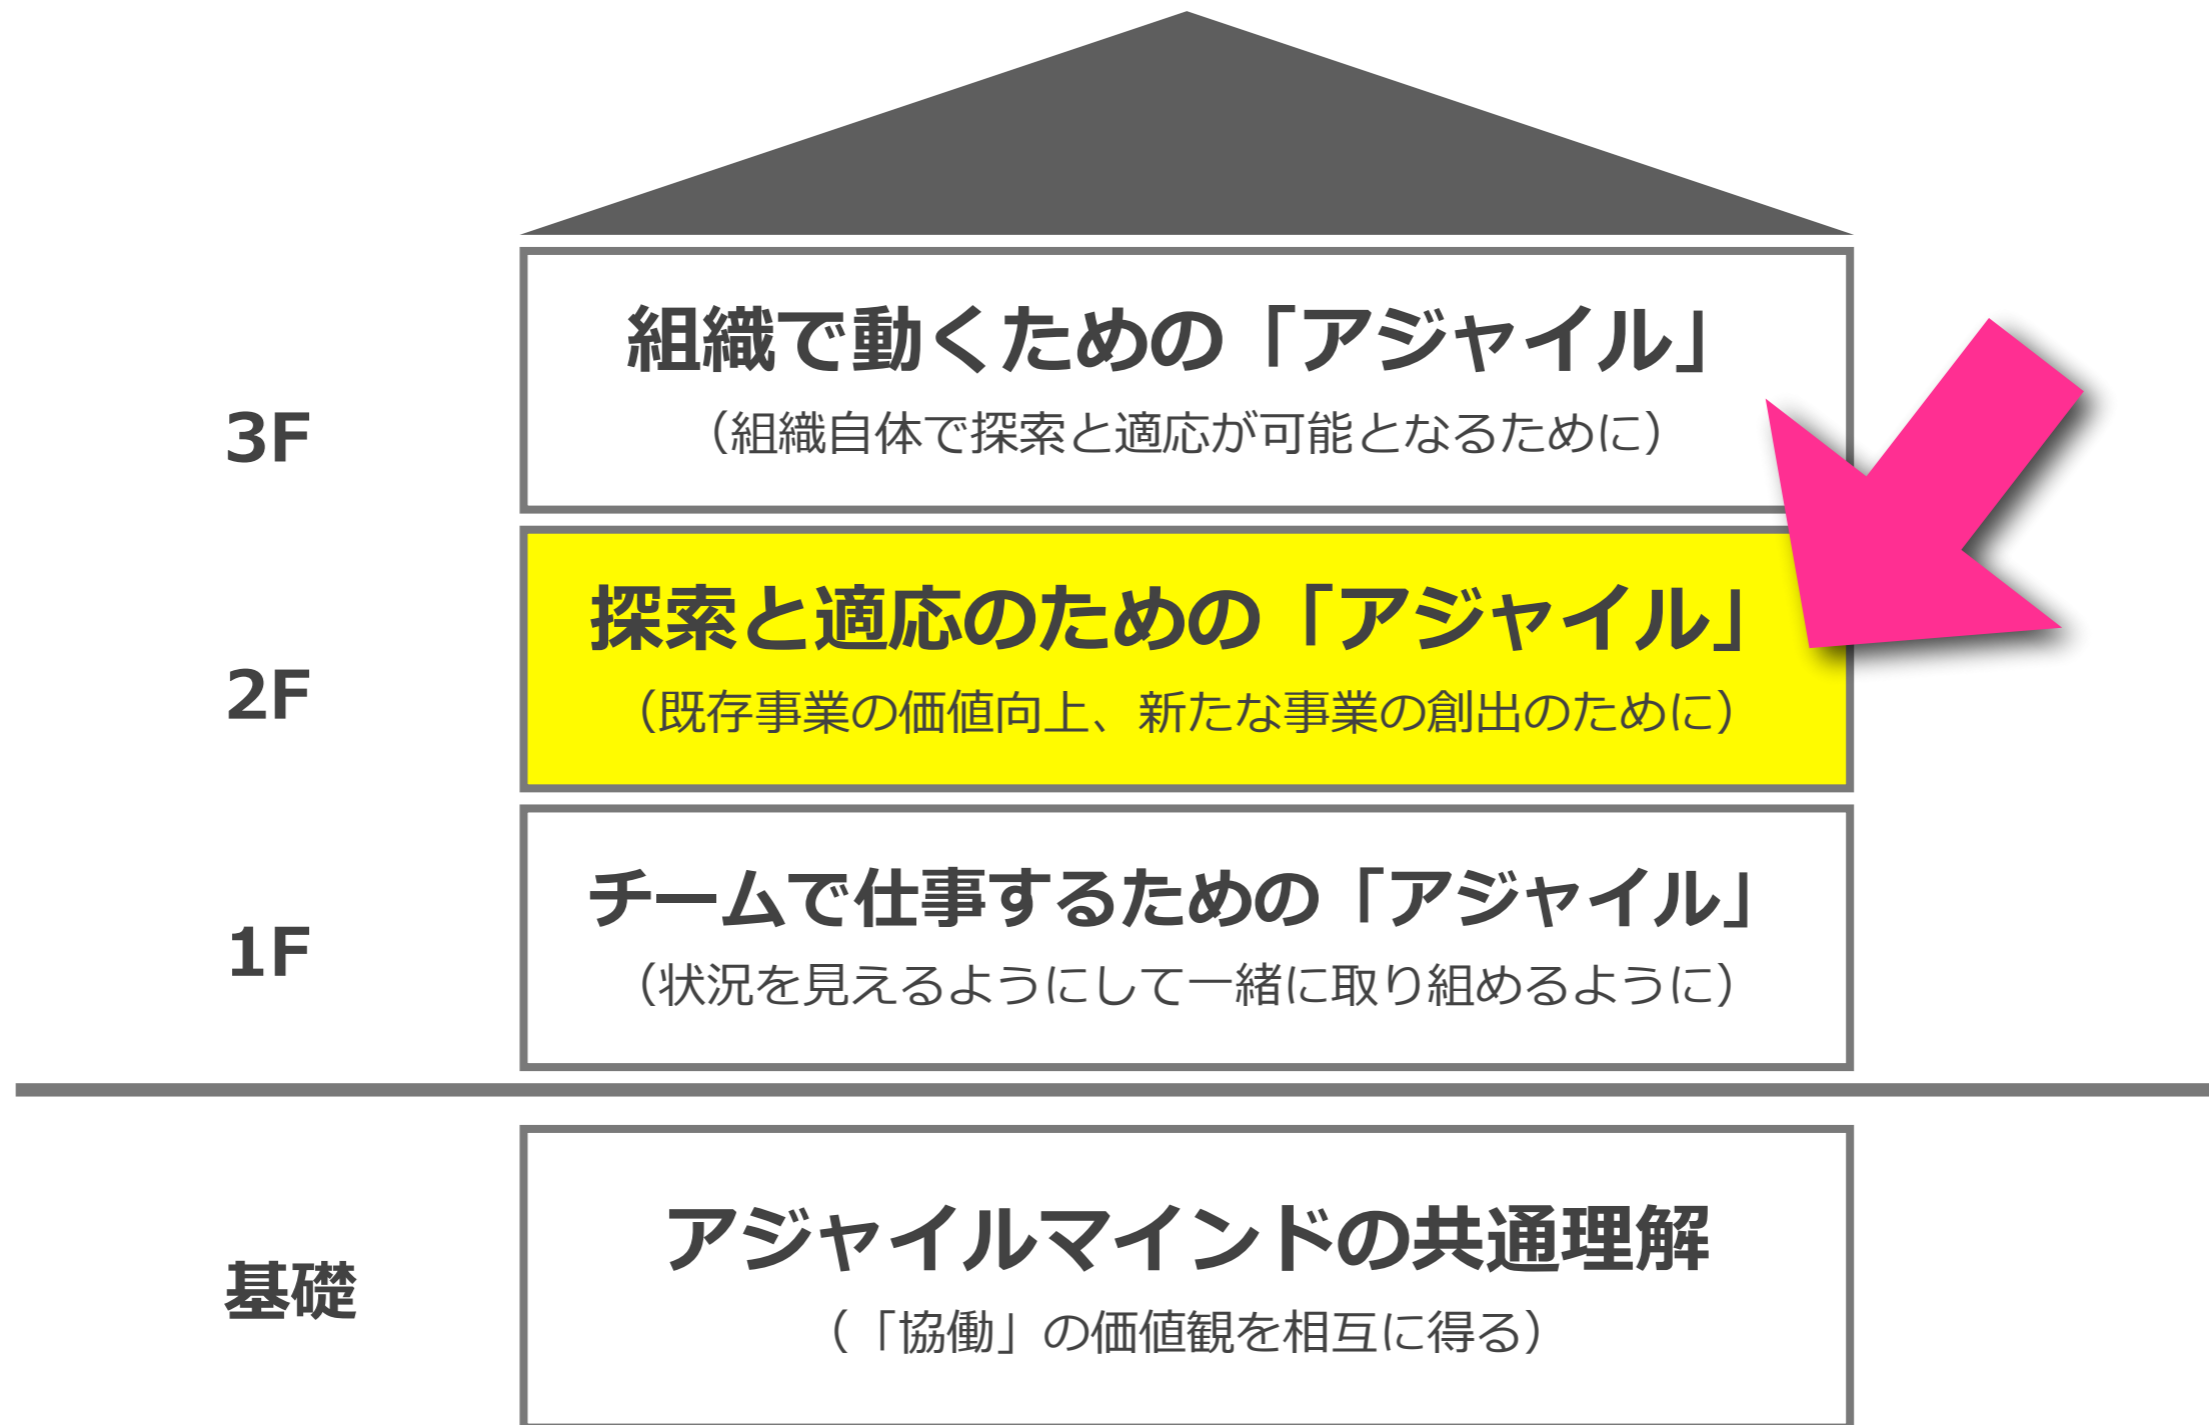 組織で動くための「アジャイル」
（組織自体で探索と適応が可能となるために）
3F
探索と適応のための「アジャイル」
（既存事業の価値向上、新たな事業の創出のために）
2F
チームで仕事するための「アジャイル」
（状況を見えるようにして一緒に取り組めるように）
1F
アジャイルマインドの共通理解
（「協働」の価値観を相互に得る）
基礎